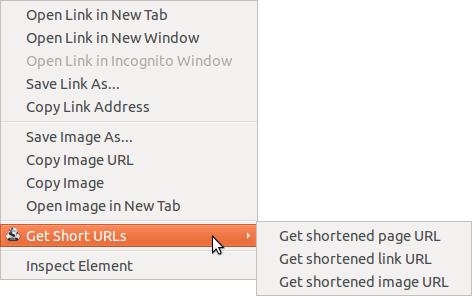 Open Link in New Tab
Open Link in New Window
Open Link in Incognito Window
Save Link As...
Copy Link Address
Save Image As...
Copy Image URL
Copy Image
Open Image in New Tab
Get Short URLs
Inspect Element
Get shortened page URL
Get shortened link URL
Get shortened image URL